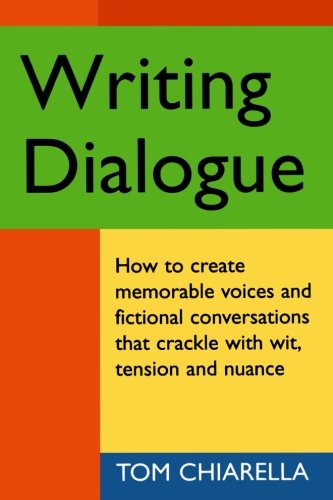 Writing
Dialogue
How to create
memorable voices and
fictional conversations
that crackle with wit,
tension and nuance
TOM CHIARELLA